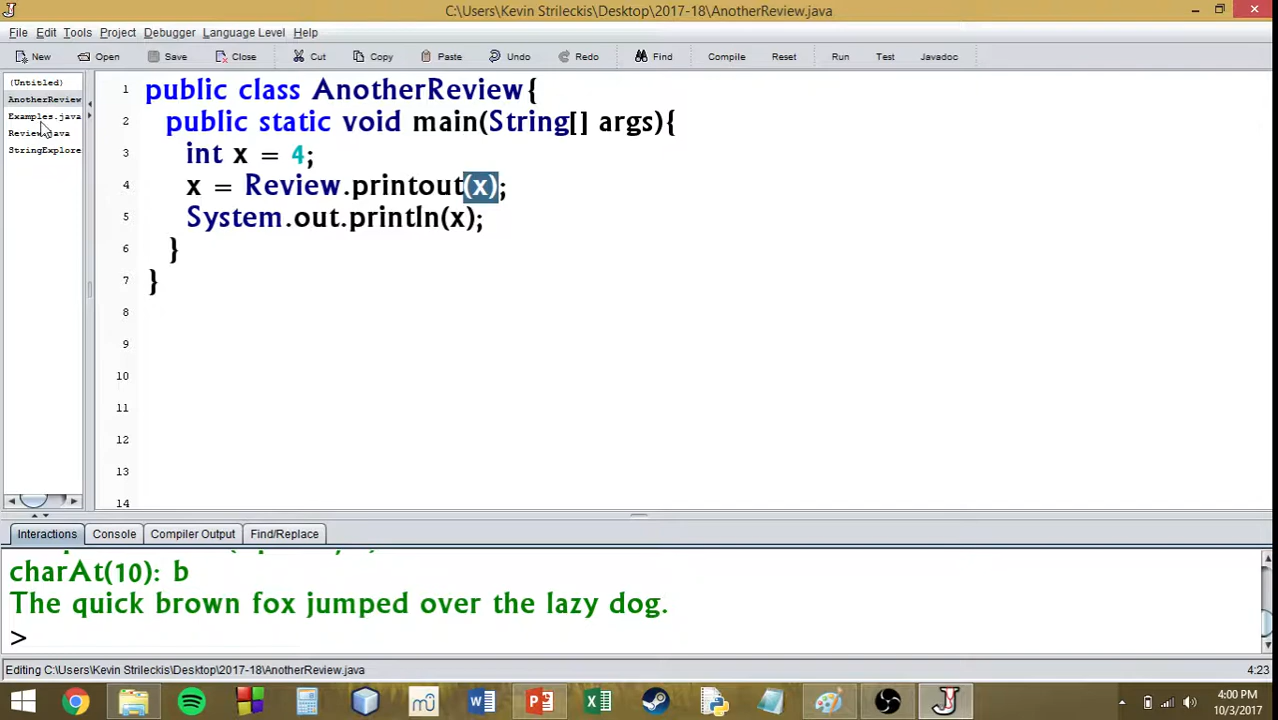 C:\Users\Kevin Strileckis\Desktop\2017-18\AnotherReview.java
File Edit Tools Project Debugger Language Level Help
New Open Save Close Cut Copy Paste Undo Redo Find Compile Reset Run Test Javadoc
(Untitled)
AnotherReview
Examples.java
Review.java
StringExplore
1 public class AnotherReview{
2 public static void main(String[] args){
3 int x = 4;
4 x = Review.printout(x);
5 System.out.println(x);
6 }
7 }
8
9
10
11
12
13
14
Interactions Console Compiler Output Find/Replace
charAt(10): b
The quick brown fox jumped over the lazy dog.
>
Editing C:\Users\Kevin Strileckis\Desktop\2017-18\AnotherReview.java 4:23
4:00 PM
10/3/2017